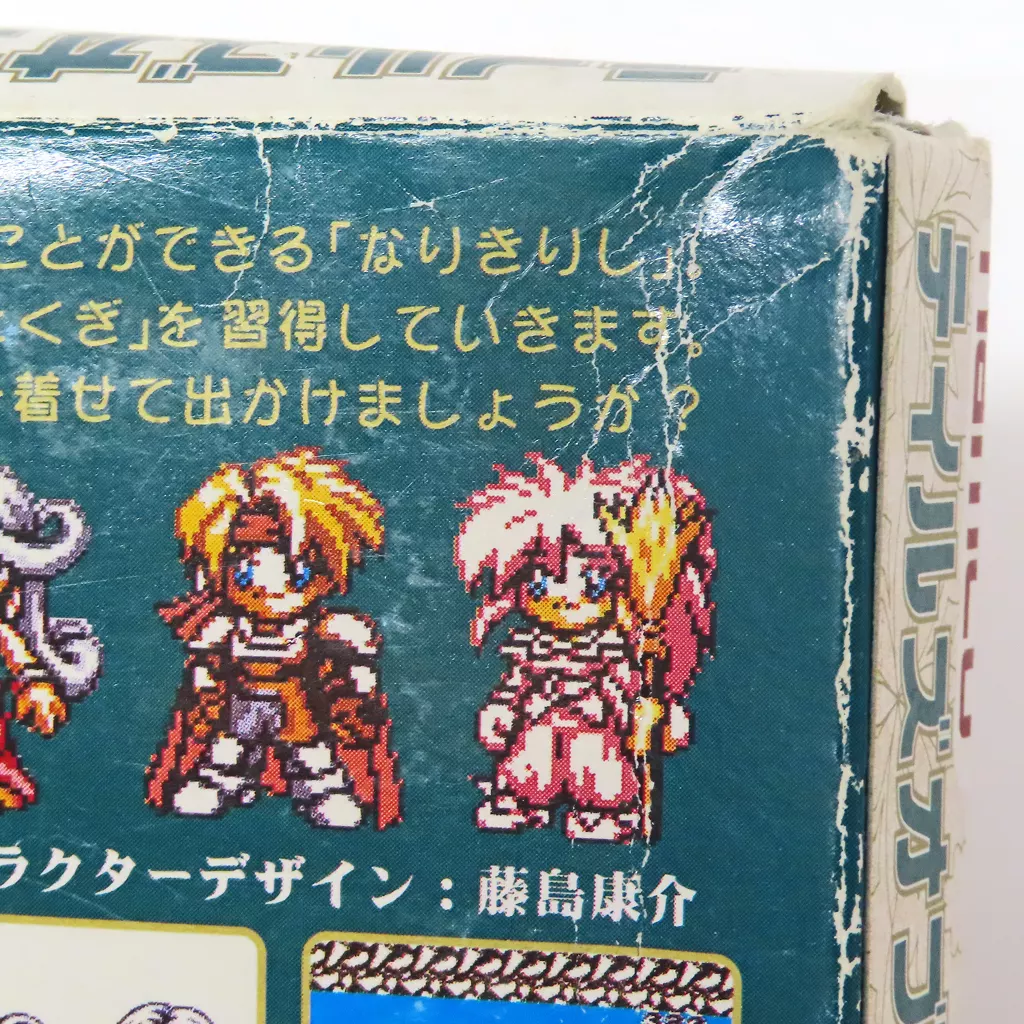 ことができる「なりきりし」。
くぎ」を習得していきます。
着せて出かけましょうか?
ラクターデザイン:藤島康介
テイルズオブ